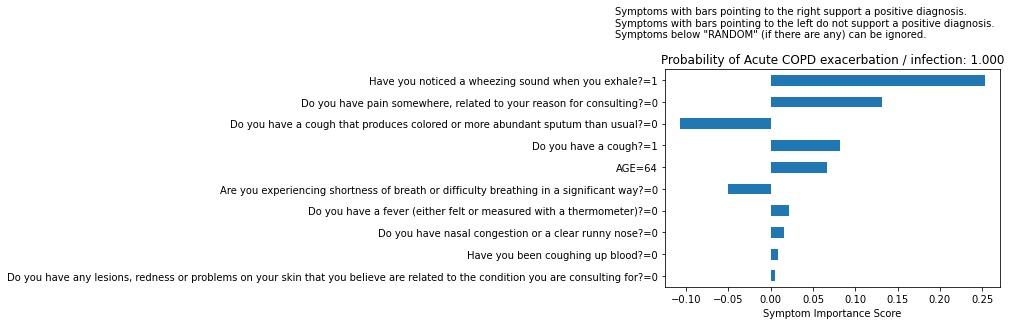 Symptoms with bars pointing to the right support a positive diagnosis.
Symptoms with bars pointing to the left do not support a positive diagnosis.
Symptoms below "RANDOM" (if there are any) can be ignored.
Probability of Acute COPD exacerbation / infection: 1.000
Have you noticed a wheezing sound when you exhale?=1
Do you have pain somewhere, related to your reason for consulting?=0
Do you have a cough that produces colored or more abundant sputum than usual?=0
Do you have a cough?=1
AGE=64
Are you experiencing shortness of breath or difficulty breathing in a significant way?=0
Do you have a fever (either felt or measured with a thermometer)?=0
Do you have nasal congestion or a clear runny nose?=0
Have you been coughing up blood?=0
Do you have any lesions, redness or problems on your skin that you believe are related to the condition you are consulting for?=0
−0.10 −0.05 0.00 0.05 0.10 0.15 0.20 0.25
Symptom Importance Score